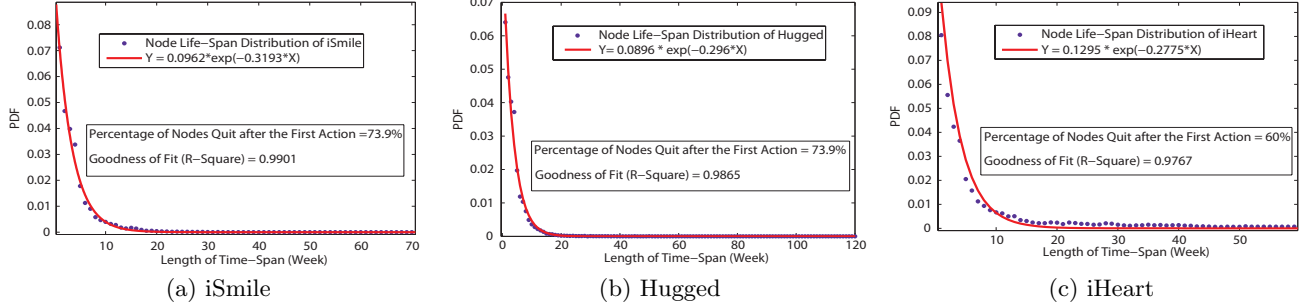 0.08
0.07
0.06
0.05
0.04
0.03
0.02
0.01
0
PDF
Node Life−Span Distribution of iSmile
Y = 0.0962*exp(−0.3193*X)
Percentage of Nodes Quit after the First Action =73.9%
Goodness of Fit (R−Square) = 0.9901
10 20 30 40 50 60 70
Length of Time−Span (Week)
(a) iSmile
0.07
0.06
0.05
0.04
0.03
0.02
0.01
0
PDF
Node Life−Span Distribution of Hugged
Y = 0.0896 * exp(−0.296*X)
Percentage of Nodes Quit after the First Action = 73.9%
Goodness of Fit (R−Square) = 0.9865
0 20 40 60 80 100 120
Length of Time−Span (Week)
(b) Hugged
0.09
0.08
0.07
0.06
0.05
0.04
0.03
0.02
0.01
0
PDF
Node Life−Span Distribution of iHeart
Y = 0.1295 * exp(−0.2775*X)
Percentage of Nodes Quit after the First Action = 60%
Goodness of Fit (R−Square) = 0.9767
10 20 30 40 50
Length of Time−Span (Week)
(c) iHeart